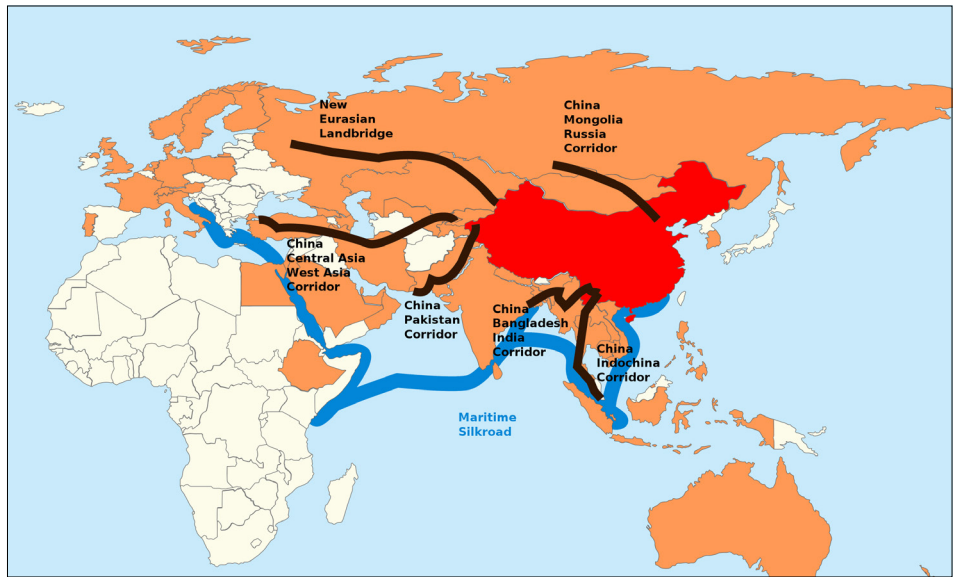 New
Eurasian
Landbridge
China
Mongolia
Russia
Corridor
China
Central Asia
West Asia
Corridor
China
Pakistan
Corridor
China
Bangladesh
India
Corridor
China
Indochina
Corridor
Maritime
Silkroad